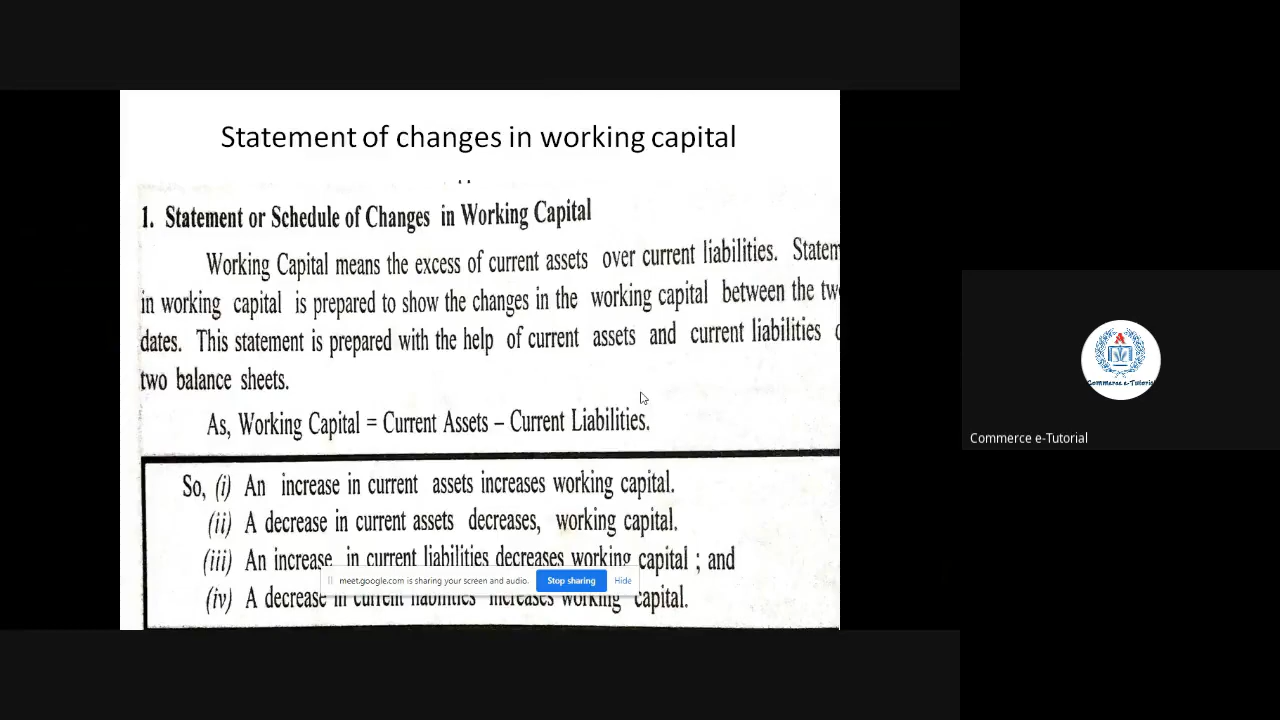 Statement of changes in working capital
1. Statement or Schedule of Changes in Working Capital
Working Capital means the excess of current assets over current liabilities.
in working capital is prepared to show the changes in the working capital between the
dates. This statement is prepared with the help of current assets and current liabilities
two balance sheets.
As, Working Capital = Current Assets – Current Liabilities.
So, (i) An increase in current assets increases working capital.
(ii) A decrease in current assets decreases, working capital.
(iii) An increase in current liabilities decreases working capital ; and
meet.google.com is sharing your screen and audio. Stop sharing Hide
(iv) A decrease in current liabilities increases working capital.
Commerce e-Tutorial
Commerce e-Tutorial